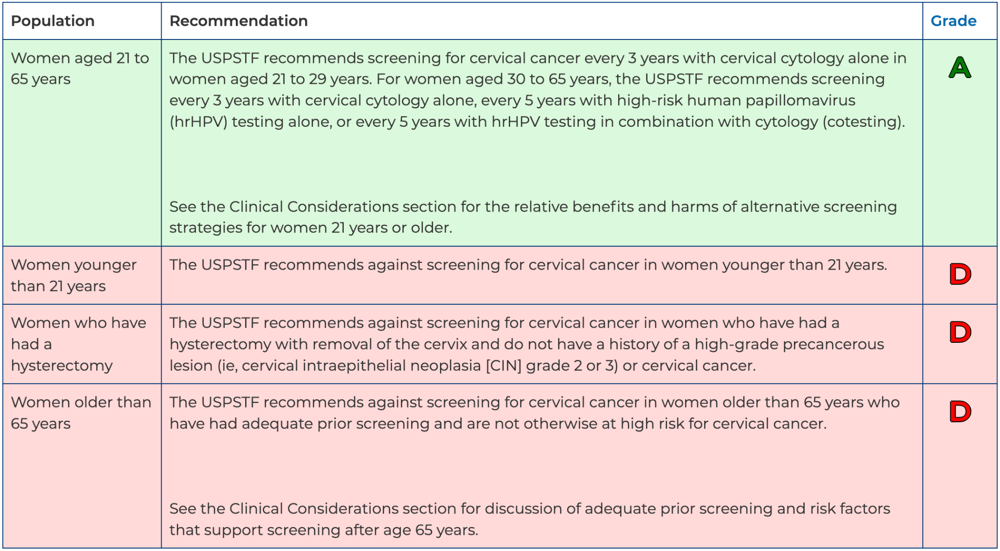 Population
Recommendation
Grade
Women aged 21 to
65 years
The USPSTF recommends screening for cervical cancer every 3 years with cervical cytology alone in
women aged 21 to 29 years. For women aged 30 to 65 years, the USPSTF recommends screening
every 3 years with cervical cytology alone, every 5 years with high-risk human papillomavirus
(hrHPV) testing alone, or every 5 years with hrHPV testing in combination with cytology (cotesting).
See the Clinical Considerations section for the relative benefits and harms of alternative screening
strategies for women 21 years or older.
A
Women younger
than 21 years
The USPSTF recommends against screening for cervical cancer in women younger than 21 years.
D
Women who have
had a
hysterectomy
The USPSTF recommends against screening for cervical cancer in women who have had a
hysterectomy with removal of the cervix and do not have a history of a high-grade precancerous
lesion (ie, cervical intraepithelial neoplasia [CIN] grade 2 or 3) or cervical cancer.
D
Women older than
65 years
The USPSTF recommends against screening for cervical cancer in women older than 65 years who
have had adequate prior screening and are not otherwise at high risk for cervical cancer.
See the Clinical Considerations section for discussion of adequate prior screening and risk factors
that support screening after age 65 years.
D